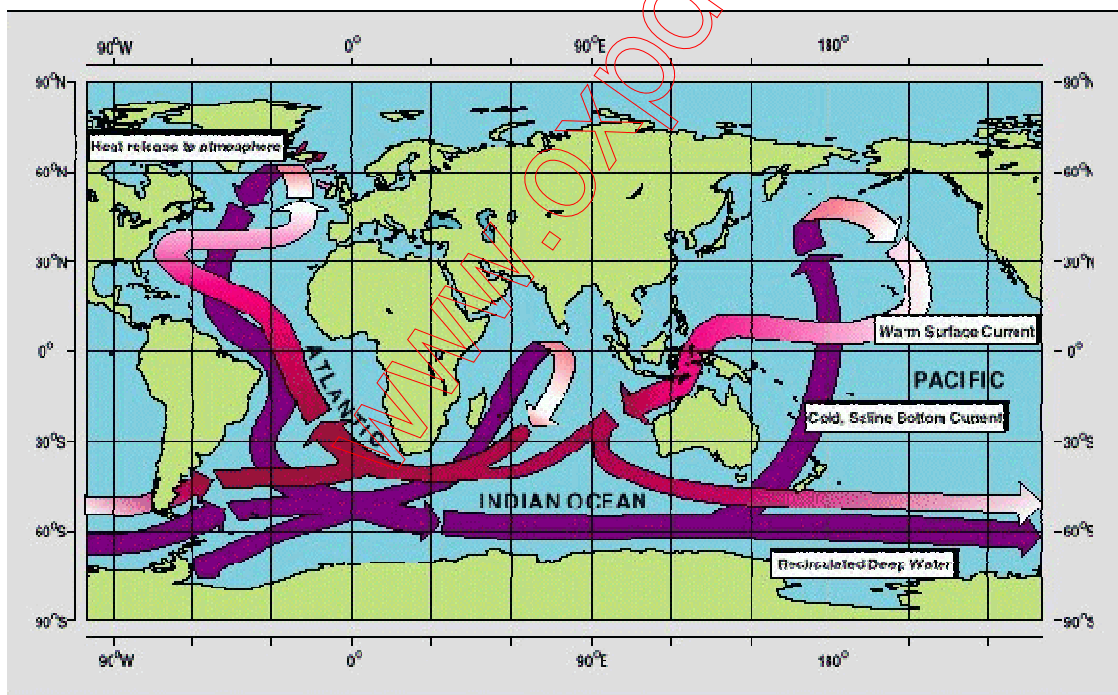 90°W 0° 90°E 180°
90°N 90°N
Heat release to atmosphere
60°N 60°N
30°N 30°N
Warm Surface Current
0° 0°
ATLANTIC
PACIFIC
Cold, Saline Bottom Current
30°S 30°S
INDIAN OCEAN
60°S 60°S
Recirculated Deep Water
90°S 90°S
90°W 0° 90°E 180°
www.oxpa